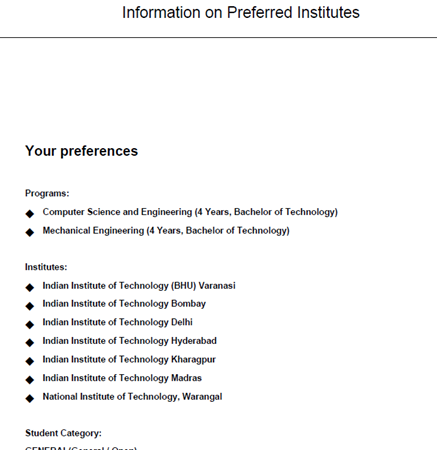 Information on Preferred Institutes
Your preferences
Programs:
Computer Science and Engineering (4 Years, Bachelor of Technology)
Mechanical Engineering (4 Years, Bachelor of Technology)
Institutes:
Indian Institute of Technology (BHU) Varanasi
Indian Institute of Technology Bombay
Indian Institute of Technology Delhi
Indian Institute of Technology Hyderabad
Indian Institute of Technology Kharagpur
Indian Institute of Technology Madras
National Institute of Technology, Warangal
Student Category:
GENERAL(General / Open)